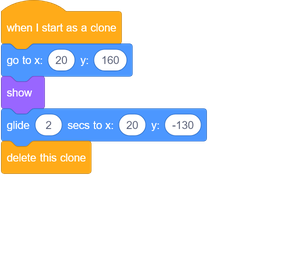 when I start as a clone
go to x: 20 y: 160
show
glide 2 secs to x: 20 y: -130
delete this clone